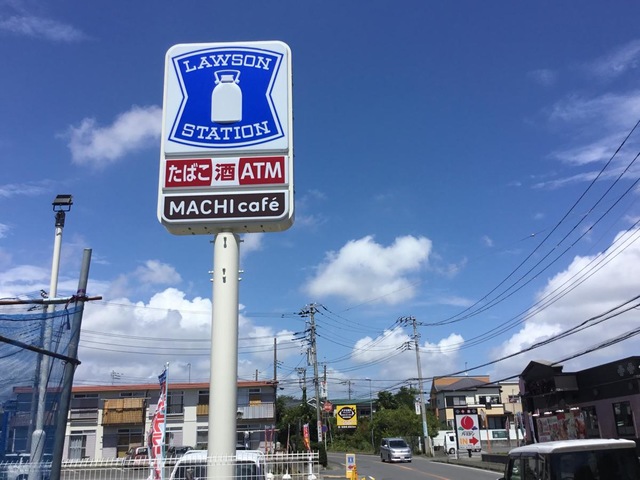 LAWSON
STATION
たばこ 酒 ATM
MACHI café